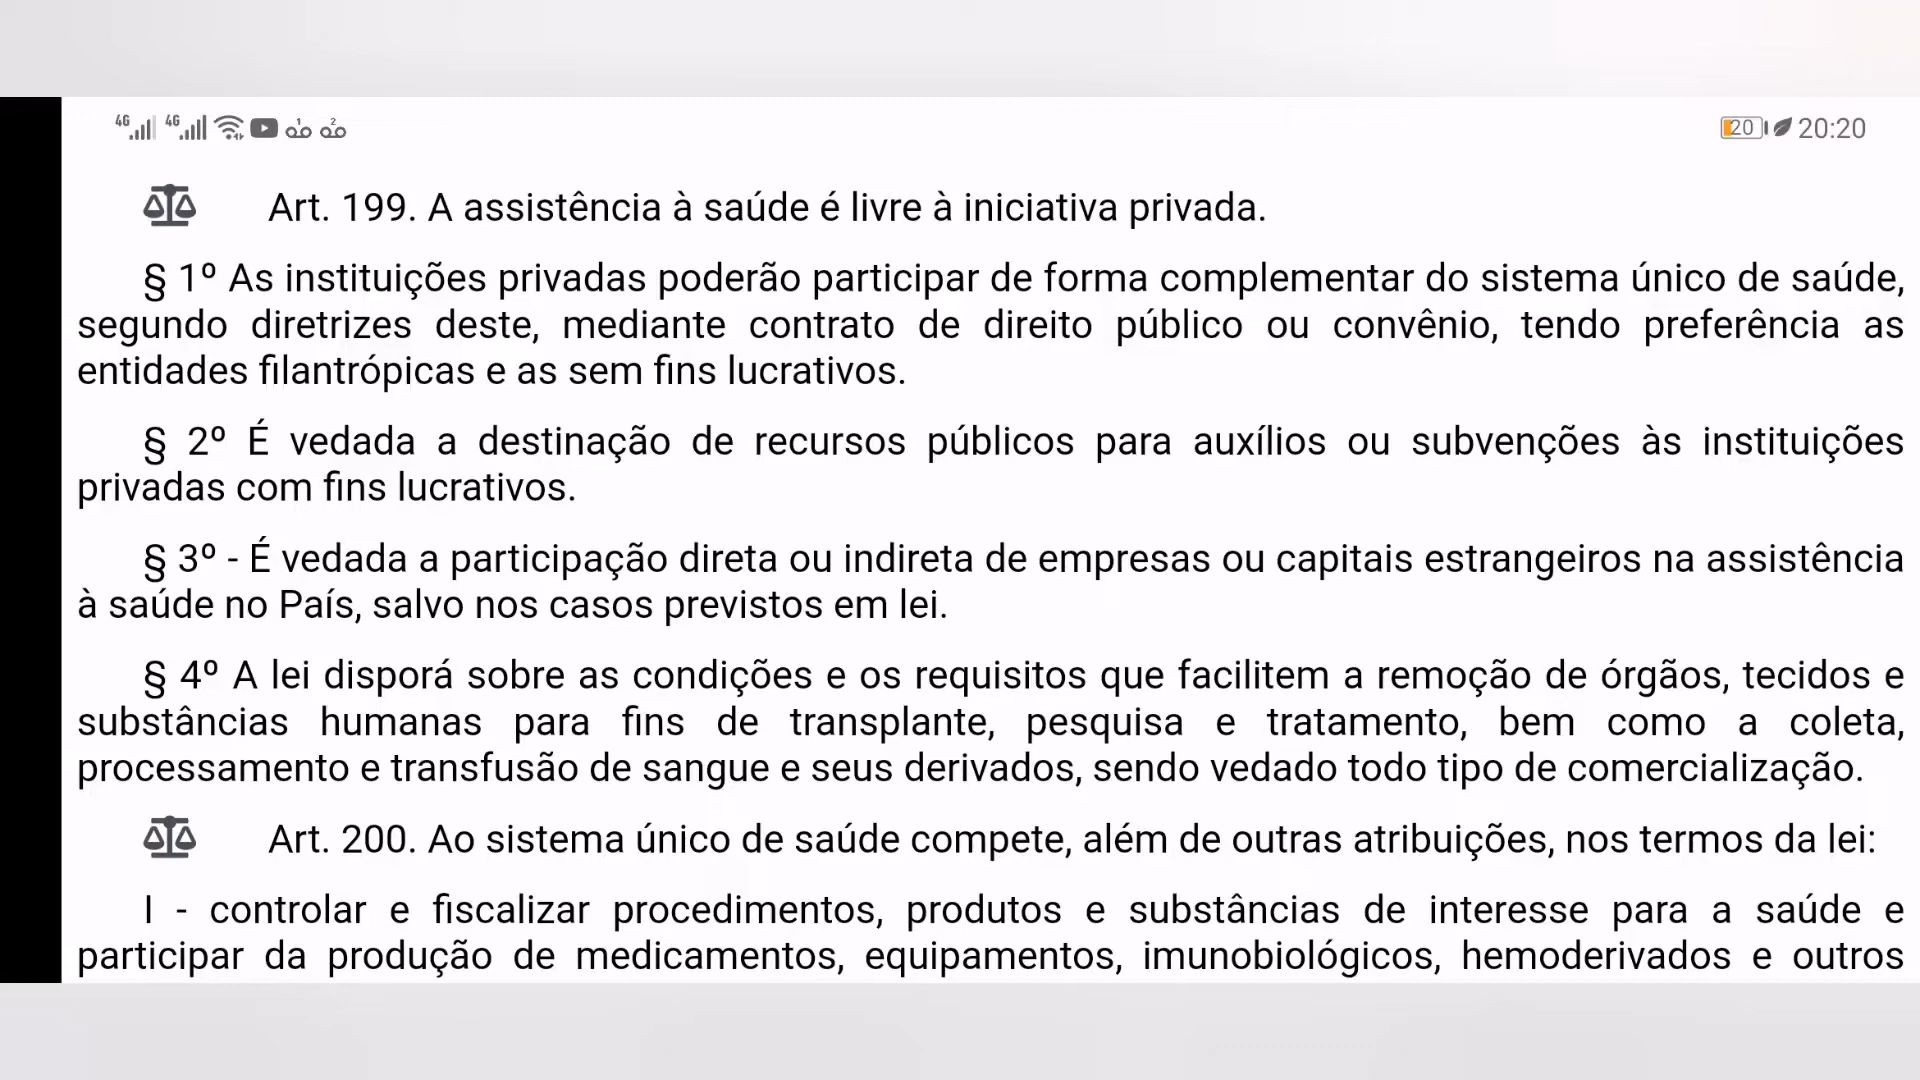 4G 4G 1 2 20 20:20
Art. 199. A assistência à saúde é livre à iniciativa privada.
§ 1º As instituições privadas poderão participar de forma complementar do sistema único de saúde,
segundo diretrizes deste, mediante contrato de direito público ou convênio, tendo preferência as
entidades filantrópicas e as sem fins lucrativos.
§ 2º É vedada a destinação de recursos públicos para auxílios ou subvenções às instituições
privadas com fins lucrativos.
§ 3º - É vedada a participação direta ou indireta de empresas ou capitais estrangeiros na assistência
à saúde no País, salvo nos casos previstos em lei.
§ 4º A lei disporá sobre as condições e os requisitos que facilitem a remoção de órgãos, tecidos e
substâncias humanas para fins de transplante, pesquisa e tratamento, bem como a coleta,
processamento e transfusão de sangue e seus derivados, sendo vedado todo tipo de comercialização.
Art. 200. Ao sistema único de saúde compete, além de outras atribuições, nos termos da lei:
I - controlar e fiscalizar procedimentos, produtos e substâncias de interesse para a saúde e
participar da produção de medicamentos, equipamentos, imunobiológicos, hemoderivados e outros